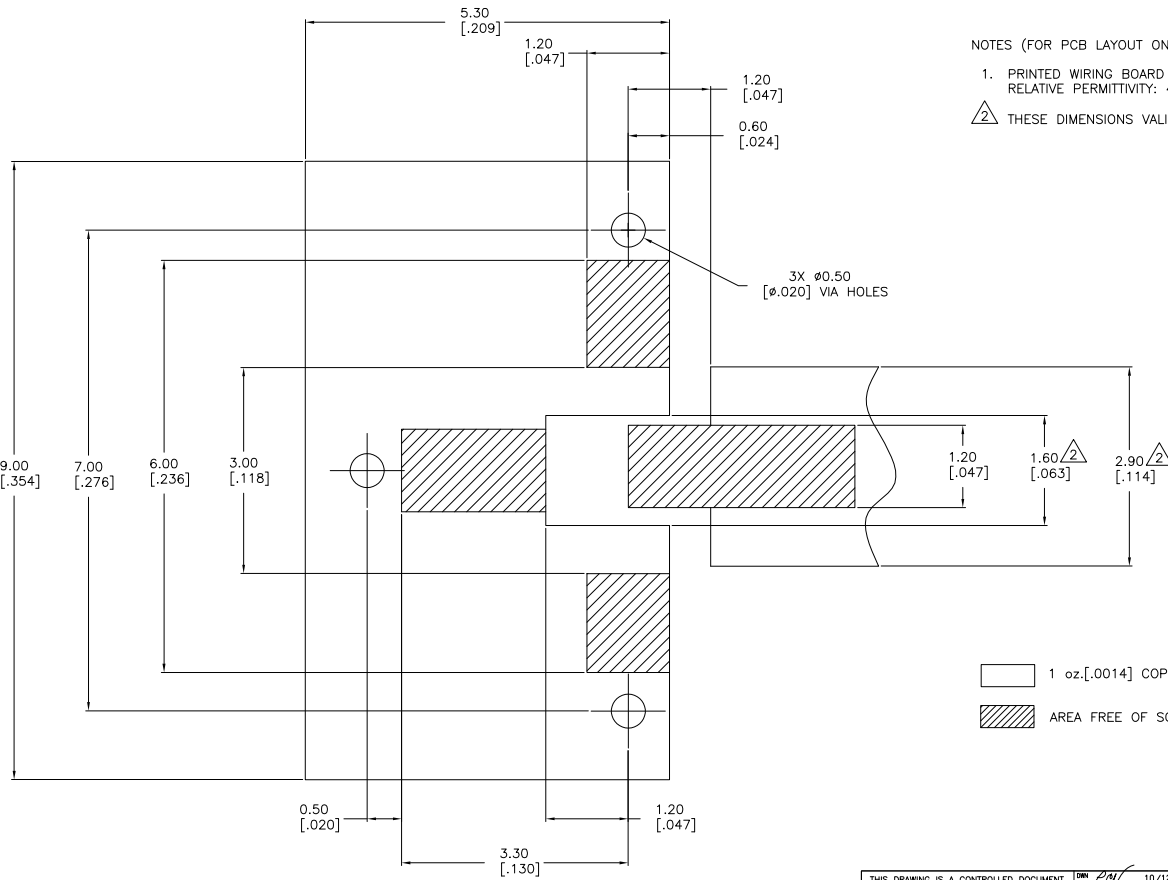 5.30
[.209]
1.20
[.047]
1.20
[.047]
0.60
[.024]
NOTES (FOR PCB LAYOUT
1. PRINTED WIRING BOARD
RELATIVE PERMITTIVITY:
2 THESE DIMENSIONS
3X ø0.50
[ø.020] VIA HOLES
9.00
[.354]
7.00
[.276]
6.00
[.236]
3.00
[.118]
1.20
[.047]
1.60 2
[.063]
2.90 2
[.114]
1 oz.[.0014]
AREA FREE OF
0.50
[.020]
1.20
[.047]
3.30
[.130]
THIS DRAWING IS A CONTROLLED DOCUMENT
DWN